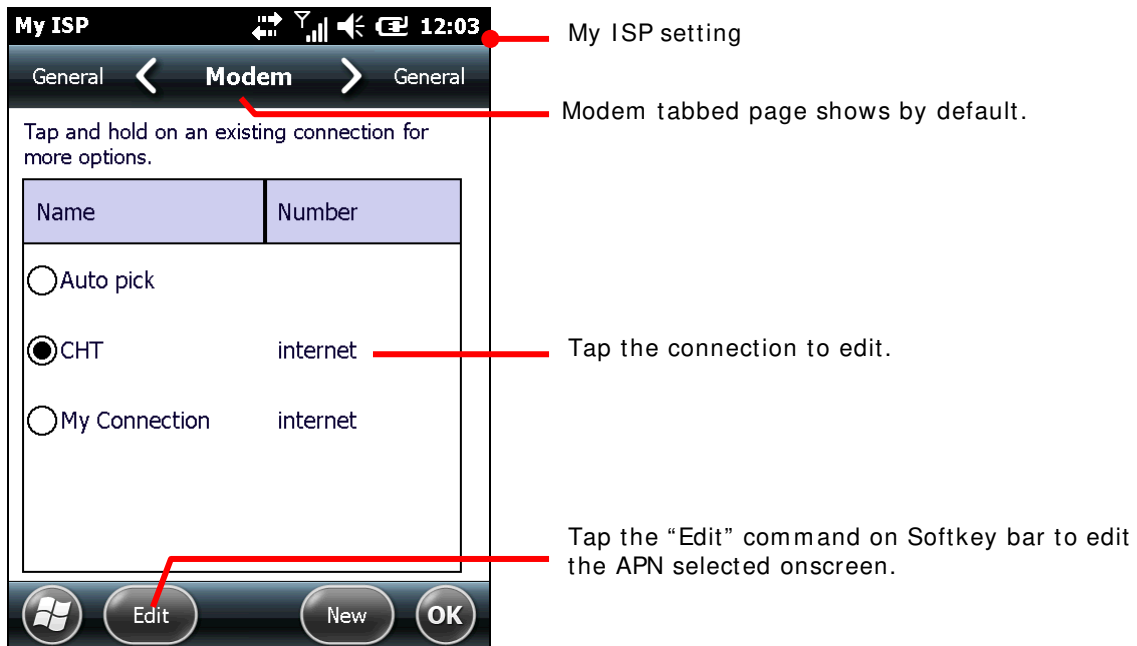 My ISP 12:03
General Modem General
Tap and hold on an existing connection for
more options.
Name Number
Auto pick
CHT internet
My Connection internet
Edit New OK
My ISP setting
Modem tabbed page shows by default.
Tap the connection to edit.
Tap the “Edit” command on Softkey bar to edit
the APN selected onscreen.